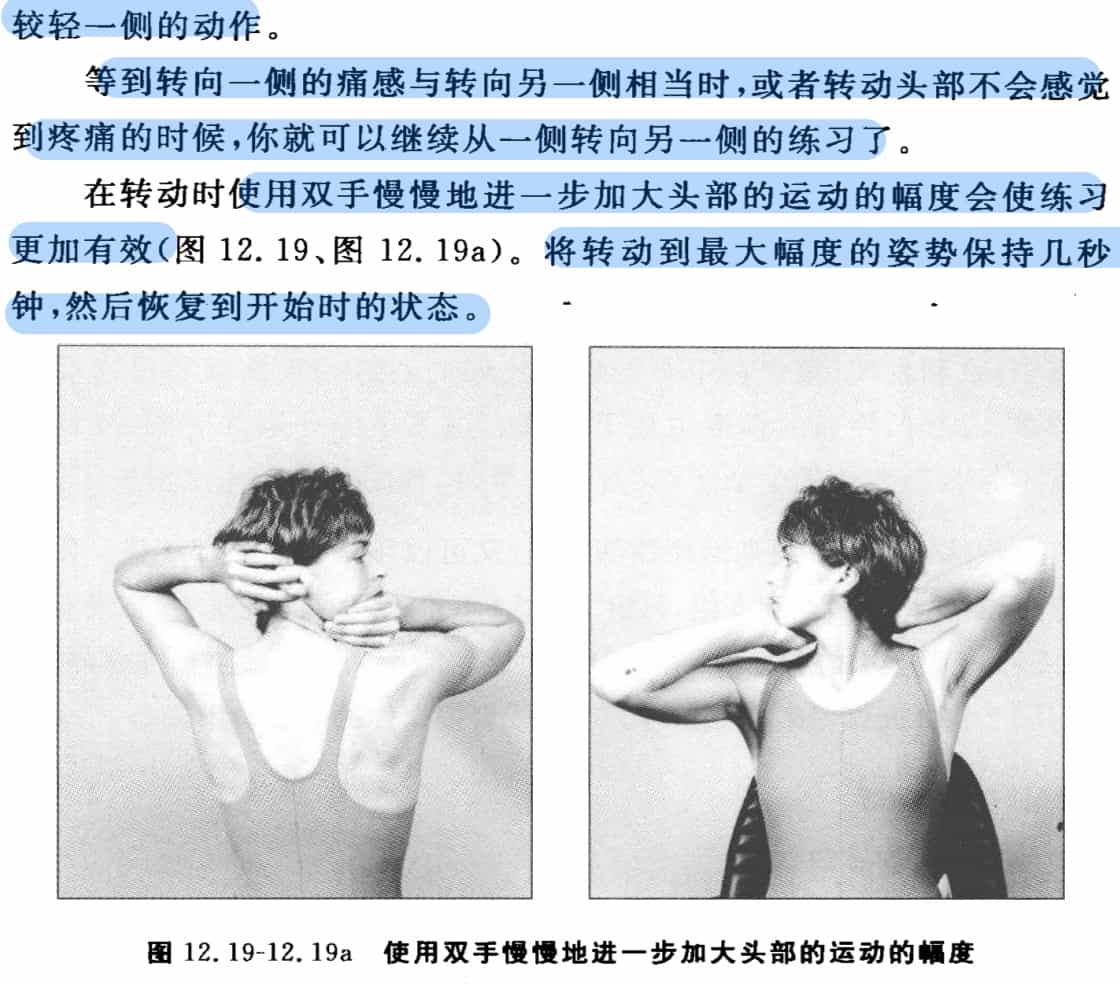 较轻一侧的动作。
等到转向一侧的痛感与转向另一侧相当时,或者转动头部不会感觉
到疼痛的时候,你就可以继续从一侧转向另一侧的练习了。
在转动时使用双手慢慢地进一步加大头部的运动的幅度会使练习
更加有效(图 12.19、图 12.19a)。将转动到最大幅度的姿势保持几秒
钟,然后恢复到开始时的状态。
图 12.19-12.19a 使用双手慢慢地进一步加大头部的运动的幅度